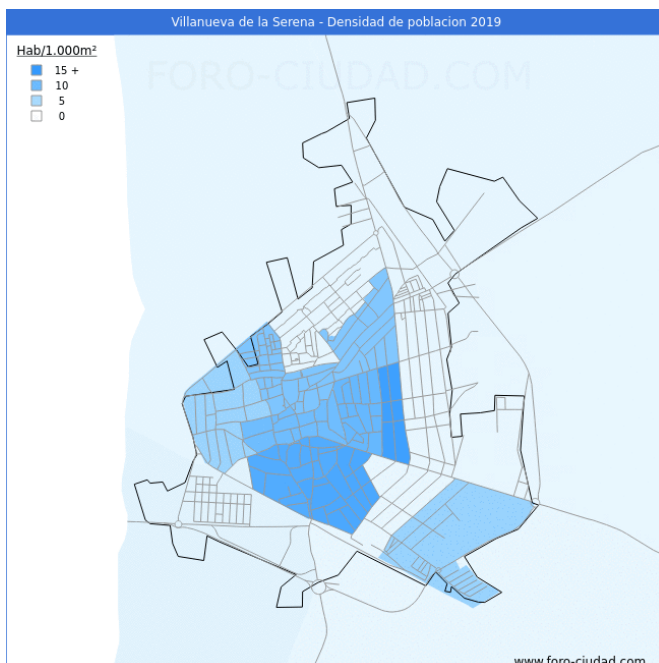 Villanueva de la Serena - Densidad de poblacion 2019
Hab/1.000m²
15 +
10
5
0
FORO-CIUDAD.COM
www.foro-ciudad.com